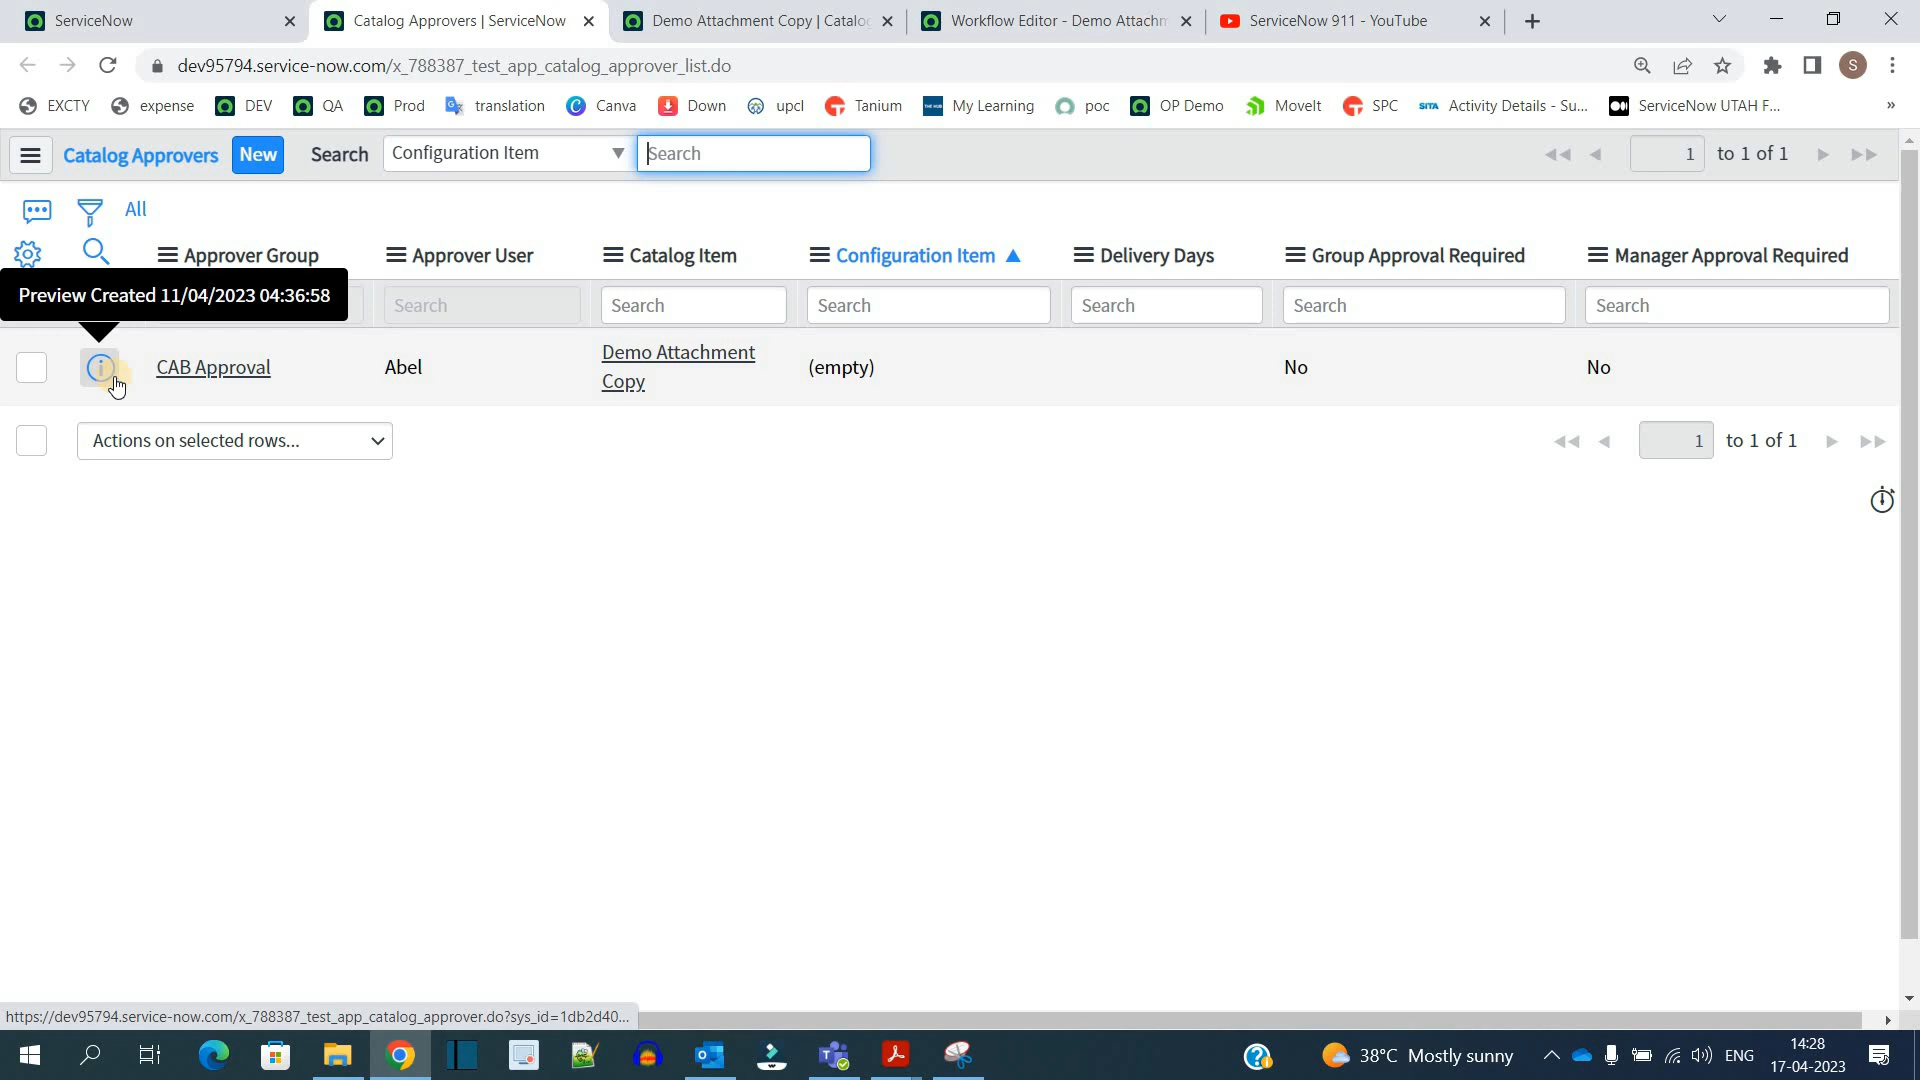 ServiceNow
Catalog Approvers | ServiceNow
Demo Attachment Copy | Catalo
Workflow Editor - Demo Attachm
ServiceNow 911 - YouTube
dev95794.service-now.com/x_788387_test_app_catalog_approver_list.do
S
EXCTY
expense
DEV
QA
Prod
translation
Canva
Down
upcl
Tanium
My Learning
poc
OP Demo
MoveIt
SPC
SITA
Activity Details - Su...
ServiceNow UTAH F...
»
Catalog Approvers
New
Search
Configuration Item
Search
1
to 1 of 1
All
Approver Group
Approver User
Catalog Item
Configuration Item
Delivery Days
Group Approval Required
Manager Approval Required
Preview Created 11/04/2023 04:36:58
Search
Search
Search
Search
Search
Search
CAB Approval
Abel
Demo Attachment
Copy
(empty)
No
No
Actions on selected rows...
1
to 1 of 1
https://dev95794.service-now.com/x_788387_test_app_catalog_approver.do?sys_id=1db2d40...
38°C Mostly sunny
ENG
14:28
17-04-2023